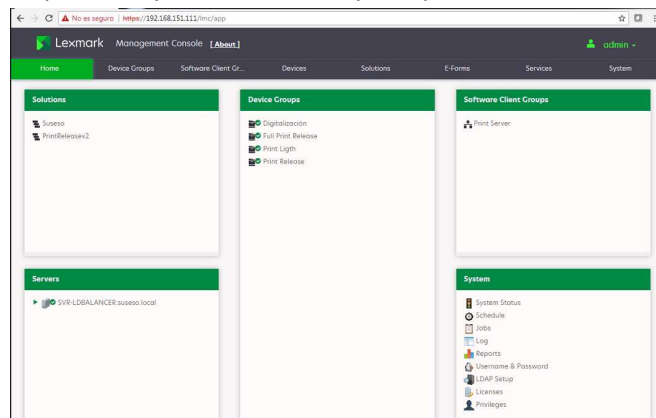 No es seguro | https://192.168.151.111/lmc/app
Lexmark Management Console [About]
admin
Home Device Groups Software Client Gr... Devices Solutions E-Forms Services System
Solutions
Suseso
PrintReleasev2
Device Groups
Digitalización
Full Print Release
Print Ligth
Print Release
Software Client Groups
Print Server
Servers
SVR-LDBALANCER.suseso.local
System
System Status
Schedule
Jobs
Log
Reports
Username & Password
LDAP Setup
Licenses
Privileges